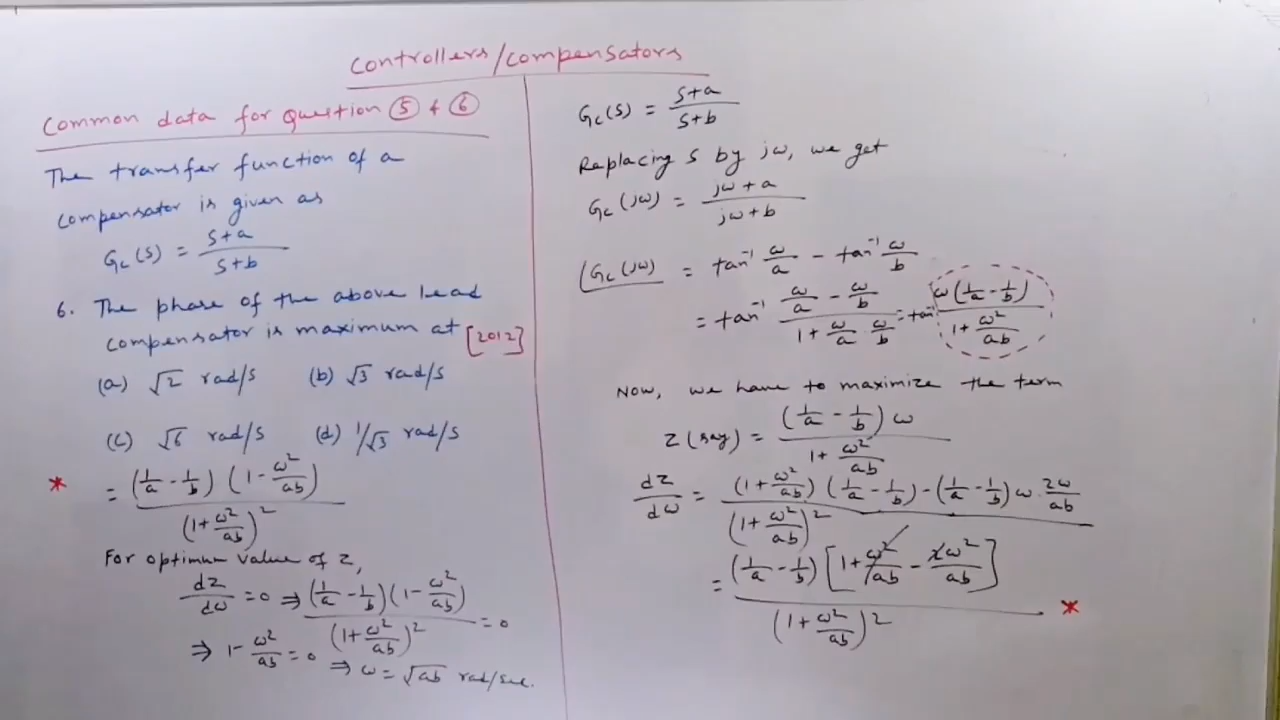 Controllers/compensators
Common data for Question ⑤ & ⑥
The transfer function of a
compensator is given as
Gc(s) = (s+a)/(s+b)
6. The phase of the above lead
compensator is maximum at [2012]
(a) √2 rad/s (b) √3 rad/s
(c) √6 rad/s (d) 1/√3 rad/s
* = (1/a - 1/b)(1 - ω²/ab) / (1 + ω²/ab)²
For optimum value of z,
dz/dω = 0 ⇒ (1/a - 1/b)(1 - ω²/ab) / (1 + ω²/ab)² = 0
⇒ 1 - ω²/ab = 0 ⇒ ω = √ab rad/sec.
Gc(s) = (s+a)/(s+b)
Replacing s by jω, we get
Gc(jω) = (jω+a)/(jω+b)
∠Gc(jω) = tan⁻¹ ω/a - tan⁻¹ ω/b
= tan⁻¹ (ω/a - ω/b)/(1 + ω/a · ω/b) = tan⁻¹ ω(1/a - 1/b)/(1 + ω²/ab)
Now, we have to maximize the term
z (say) = (1/a - 1/b) ω / (1 + ω²/ab)
dz/dω = [(1 + ω²/ab)(1/a - 1/b) - (1/a - 1/b) ω · 2ω/ab] / (1 + ω²/ab)²
= (1/a - 1/b)[1 + ω²/ab - 2ω²/ab] / (1 + ω²/ab)² *